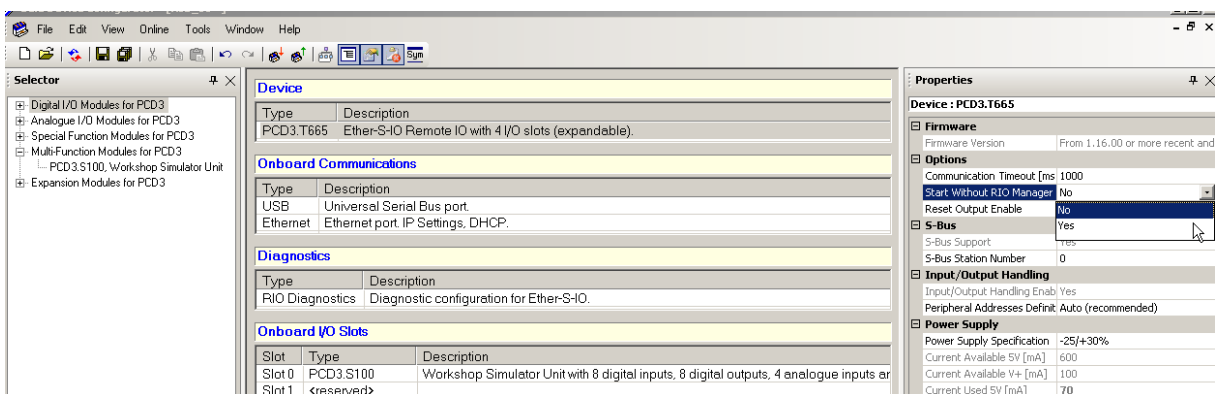 File Edit View Online Tools Window Help
Sym
Selector
Digital I/O Modules for PCD3
Analogue I/O Modules for PCD3
Special Function Modules for PCD3
Multi-Function Modules for PCD3
PCD3.S100, Workshop Simulator Unit
Expansion Modules for PCD3
Device
Type Description
PCD3.T665 Ether-S-IO Remote IO with 4 I/O slots (expandable).
Onboard Communications
Type Description
USB Universal Serial Bus port.
Ethernet Ethernet port. IP Settings, DHCP.
Diagnostics
Type Description
RIO Diagnostics Diagnostic configuration for Ether-S-IO.
Onboard I/O Slots
Slot Type Description
Slot 0 PCD3.S100 Workshop Simulator Unit with 8 digital inputs, 8 digital outputs, 4 analogue inputs ar
Slot 1 <reserved>
Properties
Device : PCD3.T665
Firmware
Firmware Version From 1.16.00 or more recent and
Options
Communication Timeout [ms 1000
Start Without RIO Manager No
Reset Output Enable No
Yes
S-Bus
S-Bus Support Yes
S-Bus Station Number 0
Input/Output Handling
Input/Output Handling Enab Yes
Peripheral Addresses Definit Auto (recommended)
Power Supply
Power Supply Specification -25/+30%
Current Available 5V [mA] 600
Current Available V+ [mA] 100
Current Used 5V [mA] 70